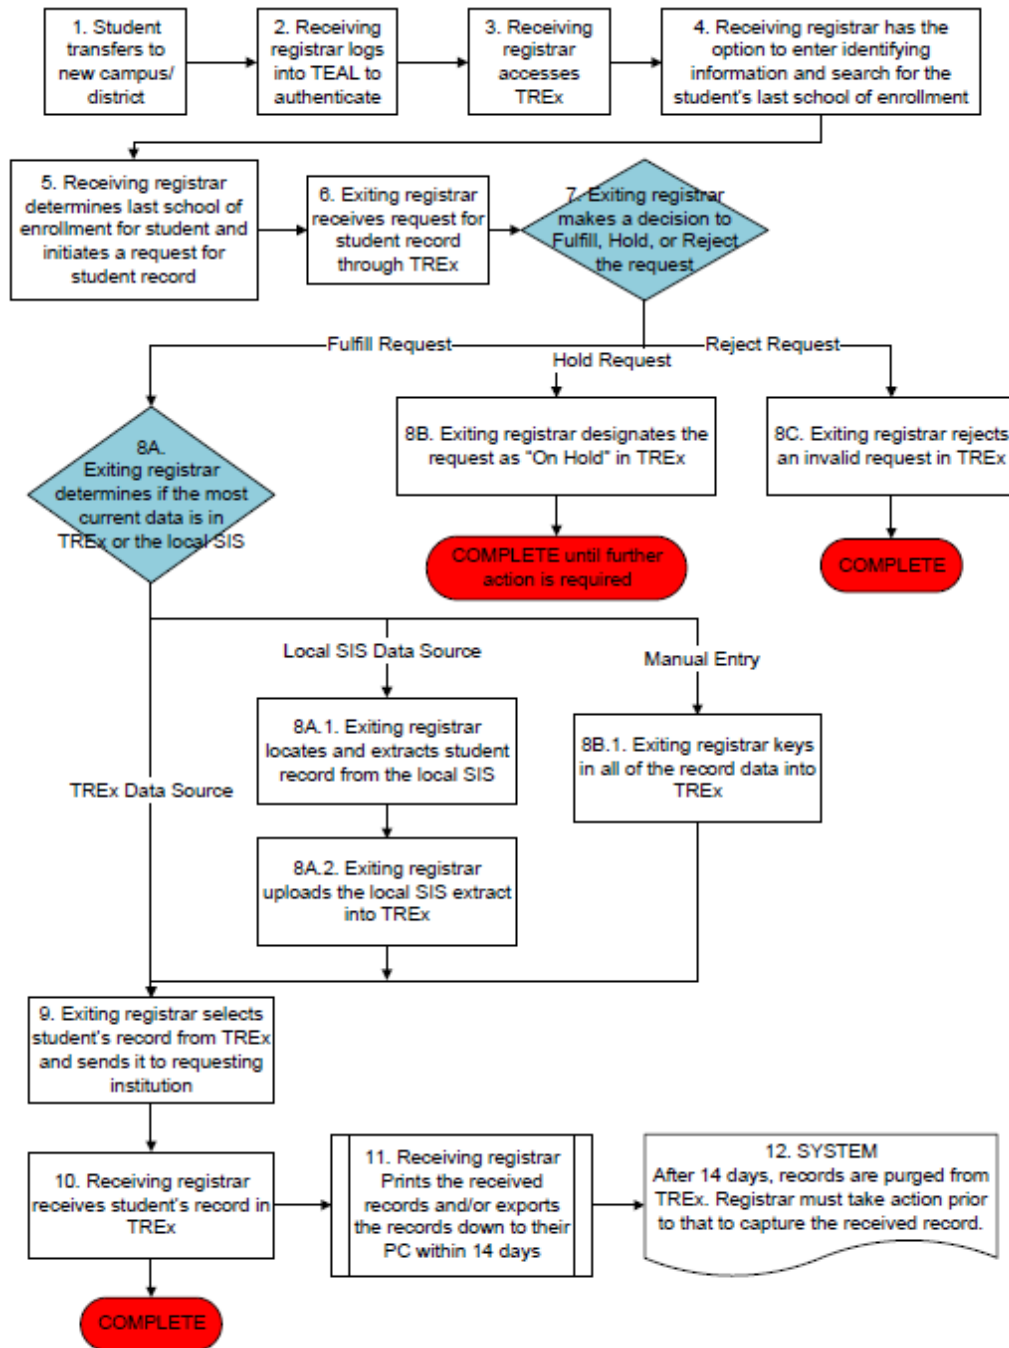 1. Student
transfers to
new campus/
district
2. Receiving
registrar logs
into TEAL to
authenticate
3. Receiving
registrar
accesses
TREx
4. Receiving registrar has the
option to enter identifying
information and search for the
student's last school of enrollment
5. Receiving registrar
determines last school of
enrollment for student and
initiates a request for
student record
6. Exiting registrar
receives request for
student record
through TREx
7. Exiting registrar
makes a decision to
Fulfill, Hold, or Reject
the request
Fulfill Request
Hold Request
Reject Request
8A.
Exiting registrar
determines if the most
current data is in
TREx or the local SIS
8B. Exiting registrar designates the
request as "On Hold" in TREx
8C. Exiting registrar rejects
an invalid request in TREx
COMPLETE until further
action is required
COMPLETE
Local SIS Data Source
Manual Entry
TREx Data Source
8A.1. Exiting registrar
locates and extracts student
record from the local SIS
8B.1. Exiting registrar keys
in all of the record data into
TREx
8A.2. Exiting registrar
uploads the local SIS extract
into TREx
9. Exiting registrar selects
student's record from TREx
and sends it to requesting
institution
10. Receiving registrar
receives student's record in
TREx
11. Receiving registrar
Prints the received
records and/or exports
the records down to their
PC within 14 days
12. SYSTEM
After 14 days, records are purged from
TREx. Registrar must take action prior
to that to capture the received record.
COMPLETE